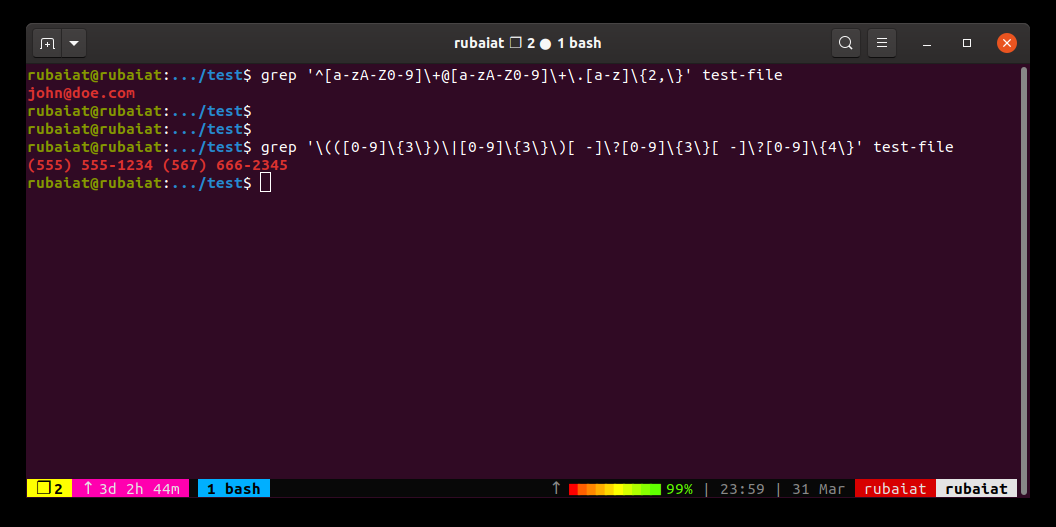 rubaiat ❐ 2 ● 1 bash
rubaiat@rubaiat:.../test$ grep '^[a-zA-Z0-9]\+@[a-zA-Z0-9]\+\.[a-z]\{2,\}' test-file
john@doe.com
rubaiat@rubaiat:.../test$
rubaiat@rubaiat:.../test$
rubaiat@rubaiat:.../test$ grep '\(([0-9]\{3\})\|[0-9]\{3\}\)[ -]\?[0-9]\{3\}[ -]\?[0-9]\{4\}' test-file
(555) 555-1234 (567) 666-2345
rubaiat@rubaiat:.../test$
❐ 2 ↑ 3d 2h 44m 1 bash ↑ 99% | 23:59 | 31 Mar rubaiat rubaiat